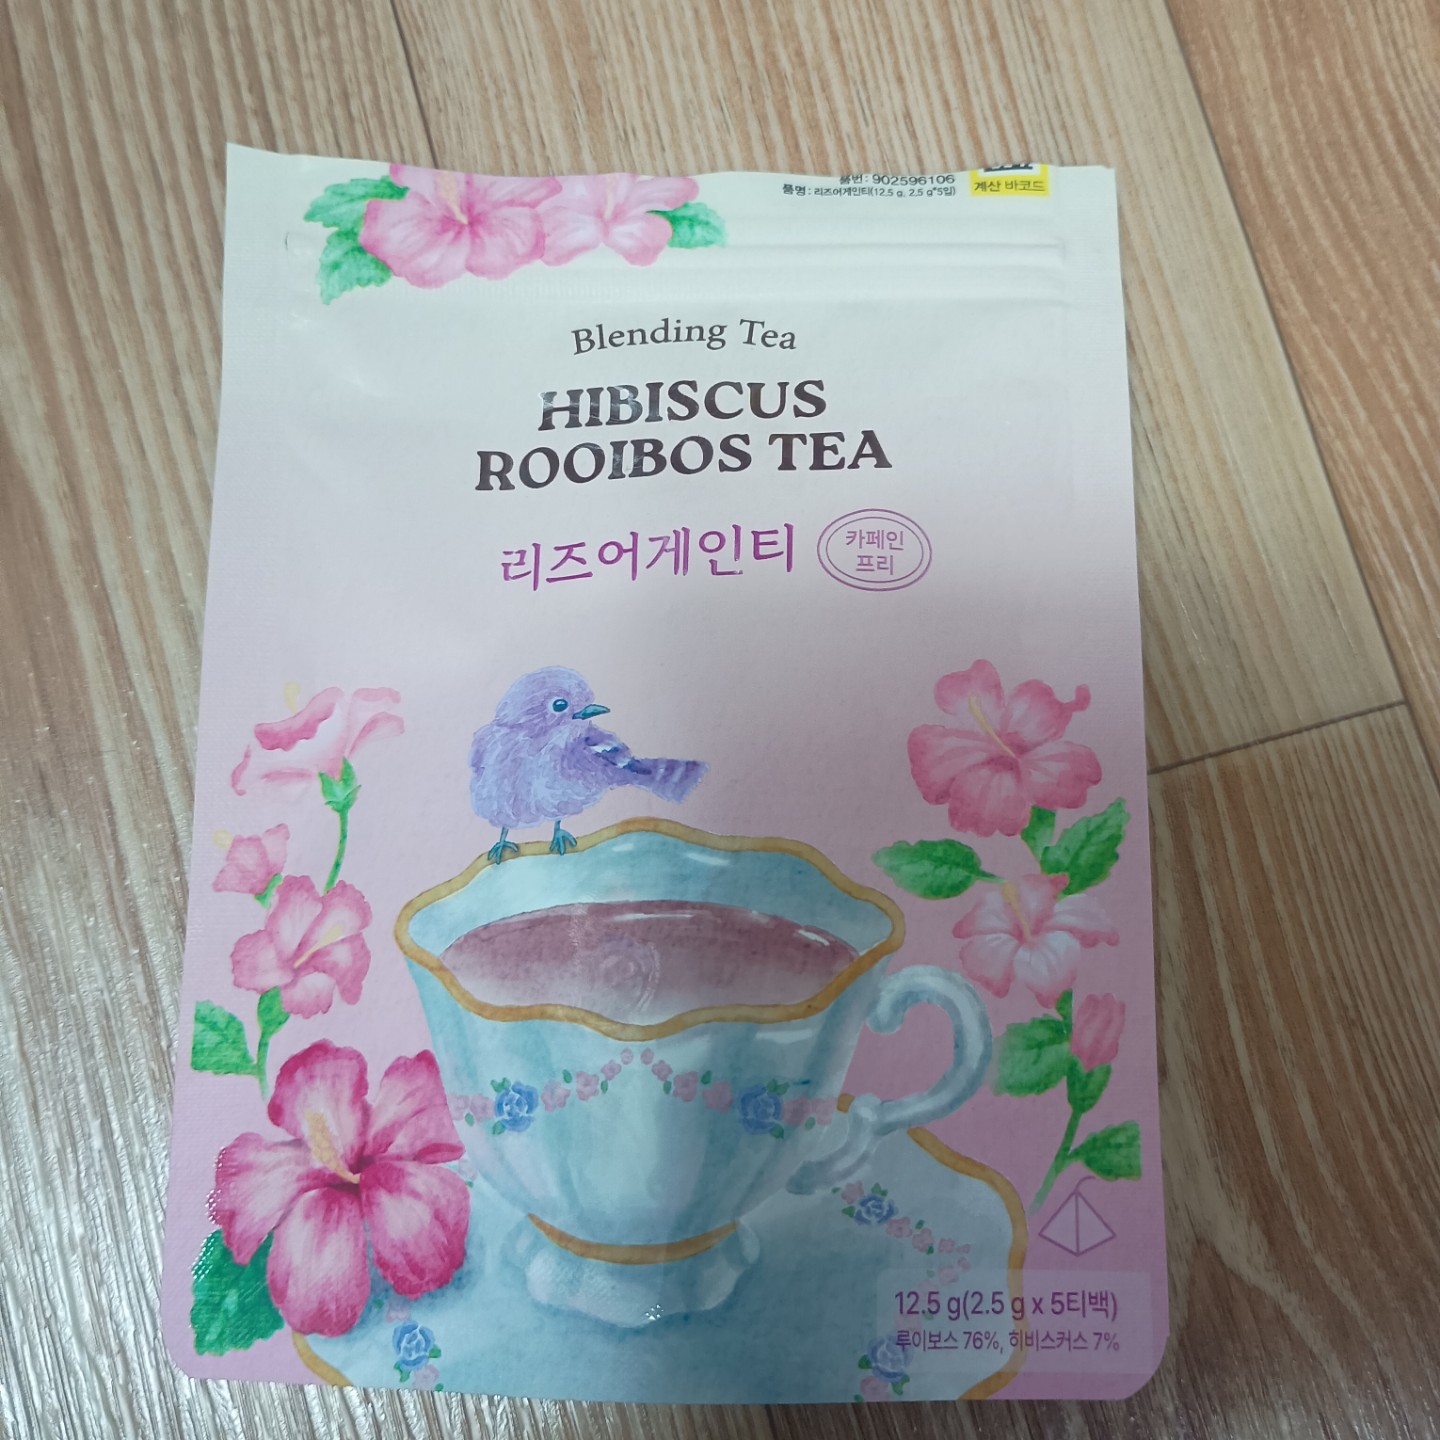 품번: 902596106
품명: 리즈어게인티(12.5 g, 2.5 g*5입)
계산 바코드
Blending Tea
HIBISCUS
ROOIBOS TEA
리즈어게인티
카페인
프리
12.5 g(2.5 g x 5티백)
루이보스 76%, 히비스커스 7%